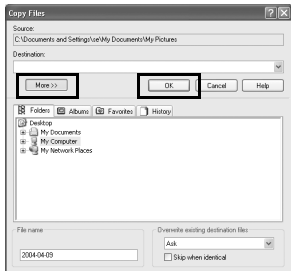 Copy Files
Source:
C:\Documents and Settings\se\My Documents\My Pictures
Destination:
More >>
OK
Cancel
Help
Folders Albums Favorites History
Desktop
My Documents
My Computer
My Network Places
File name
2004-04-09
Overwrite existing destination files
Ask
Skip when identical